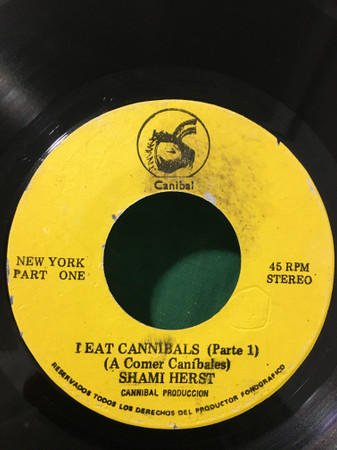 Canibal
NEW YORK
PART ONE
45 RPM
STEREO
I EAT CANNIBALS (Parte 1)
(A Comer Caníbales)
SHAMI HERST
CANNIBAL PRODUCCION
RESERVADOS TODOS LOS DERECHOS DEL PRODUCTOR FONOGRAFICO